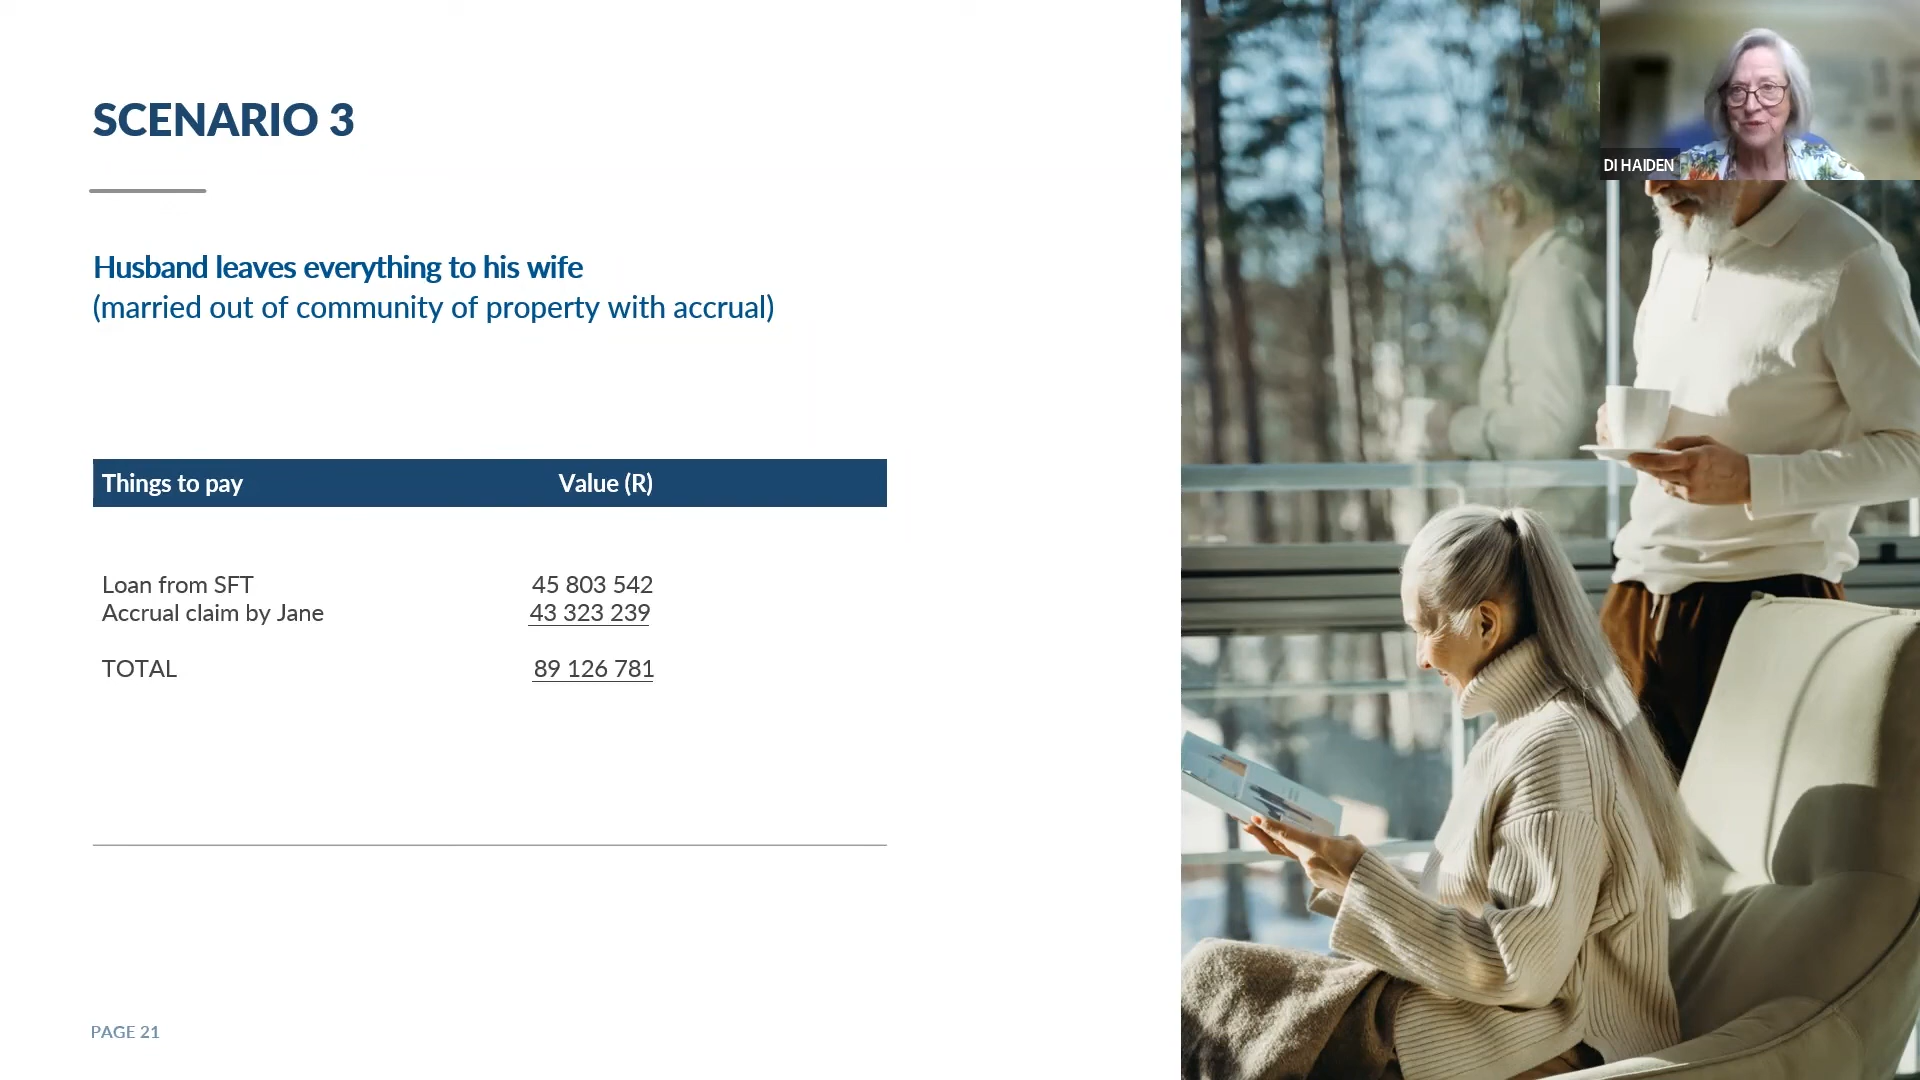 SCENARIO 3
DI HAIDEN
Husband leaves everything to his wife
(married out of community of property with accrual)
Things to pay Value (R)
Loan from SFT 45 803 542
Accrual claim by Jane 43 323 239
TOTAL 89 126 781
PAGE 21